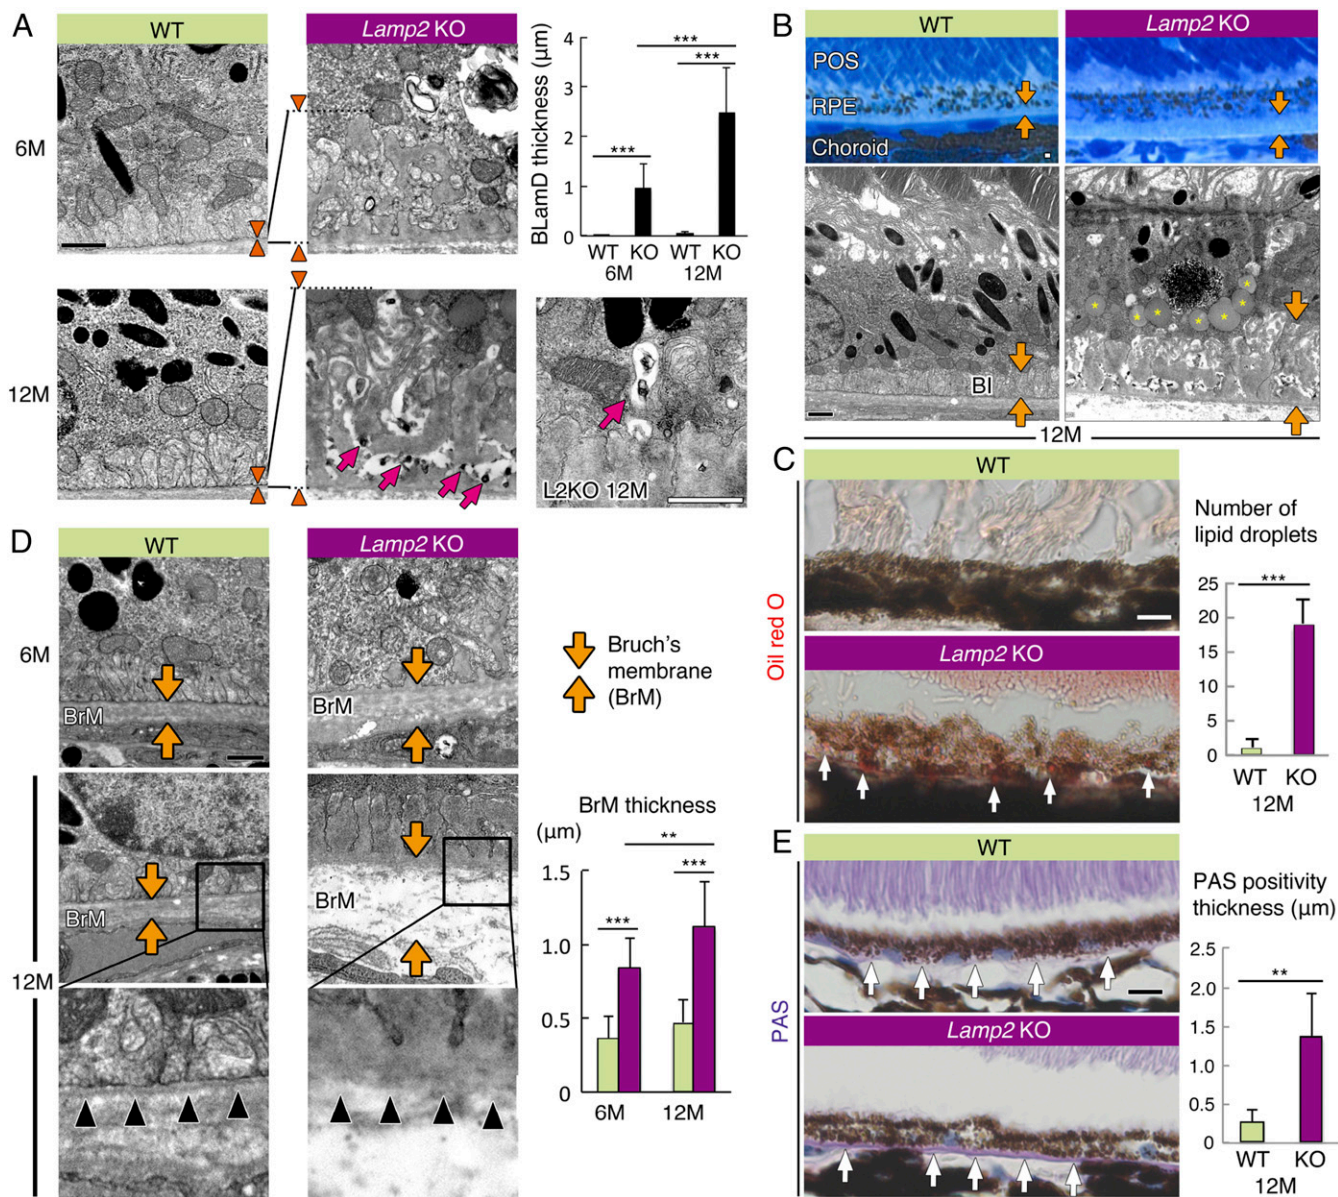 A
WT
Lamp2 KO
6M
12M
L2KO 12M
BLamD thickness (μm)
4
3
2
1
0
***
***
***
WT KO WT KO
6M 12M
B
WT
Lamp2 KO
POS
RPE
Choroid
BI
* * * * * * *
12M
C
WT
Lamp2 KO
Oil red O
Number of
lipid droplets
25
20
15
10
5
0
***
WT KO
12M
D
WT
Lamp2 KO
6M
BrM
BrM
12M
BrM
BrM
Bruch's
membrane
(BrM)
BrM thickness
(μm)
1.5
1.0
0.5
0
**
***
***
6M 12M
E
WT
Lamp2 KO
PAS
PAS positivity
thickness (μm)
2.5
2.0
1.5
1.0
0.5
0
**
WT KO
12M